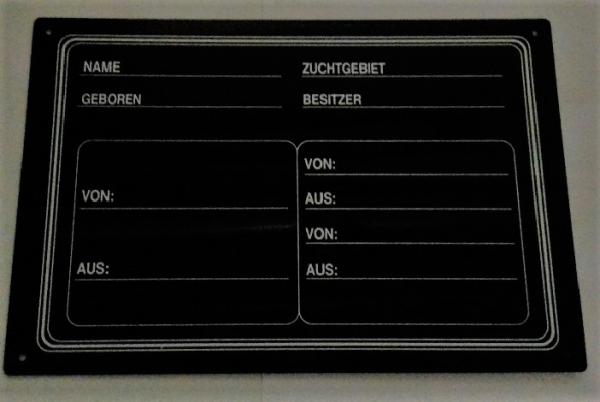 NAME
ZUCHTGEBIET
GEBOREN
BESITZER
VON:
AUS:
VON:
AUS:
VON:
AUS: